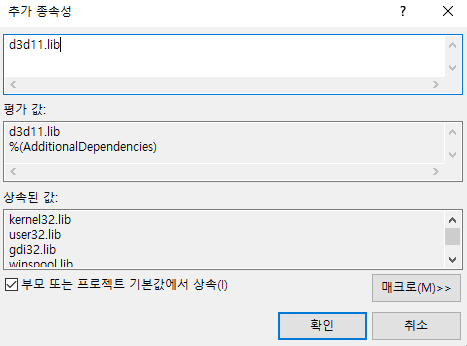 추가 종속성
d3d11.lib
평가 값:
d3d11.lib
%(AdditionalDependencies)
상속된 값:
kernel32.lib
user32.lib
gdi32.lib
winspool.lib
부모 또는 프로젝트 기본값에서 상속(I)
매크로(M)>>
확인
취소